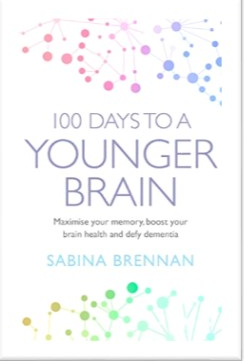 100 DAYS TO A
YOUNGER
BRAIN
Maximise your memory, boost your
brain health and defy dementia
SABINA BRENNAN